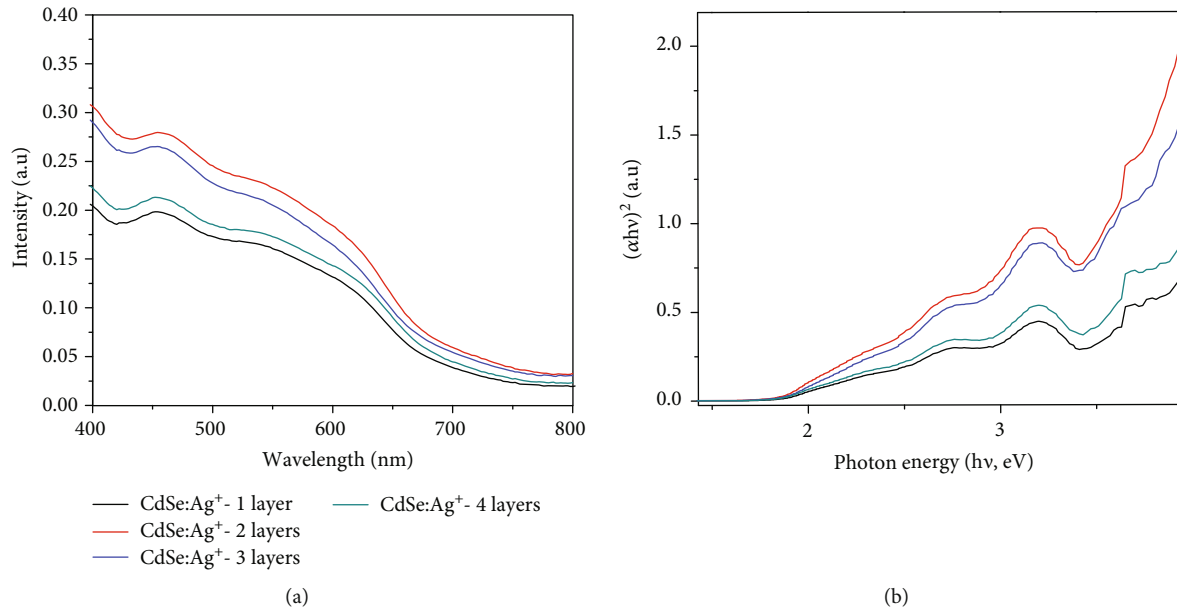 0.40
0.35
0.30
0.25
0.20
0.15
0.10
0.05
0.00
Intensity (a.u)
400 500 600 700 800
Wavelength (nm)
CdSe:Ag⁺- 1 layer
CdSe:Ag⁺- 2 layers
CdSe:Ag⁺- 3 layers
CdSe:Ag⁺- 4 layers
(a)
2.0
1.5
1.0
0.5
0.0
(αhν)² (a.u)
2 3
Photon energy (hν, eV)
(b)